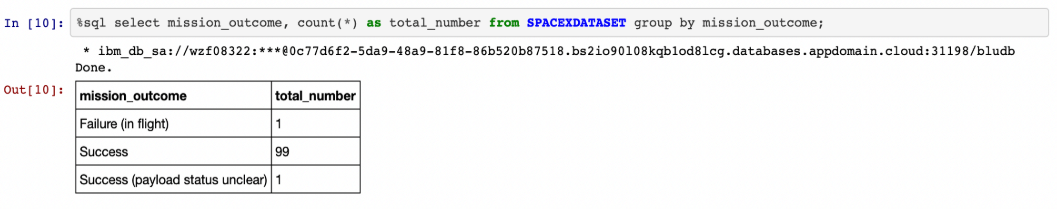 In [10]: %sql select mission_outcome, count(*) as total_number from SPACEXDATASET group by mission_outcome;
* ibm_db_sa://wzf08322:***@0c77d6f2-5da9-48a9-81f8-86b520b87518.bs2io90l08kqb1od8lcg.databases.appdomain.cloud:31198/bludb
Done.
Out[10]: mission_outcome total_number
Failure (in flight) 1
Success 99
Success (payload status unclear) 1